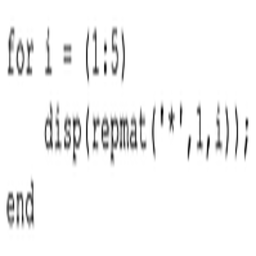 for i = (1:5)
    disp(repmat('*',1,i));
end